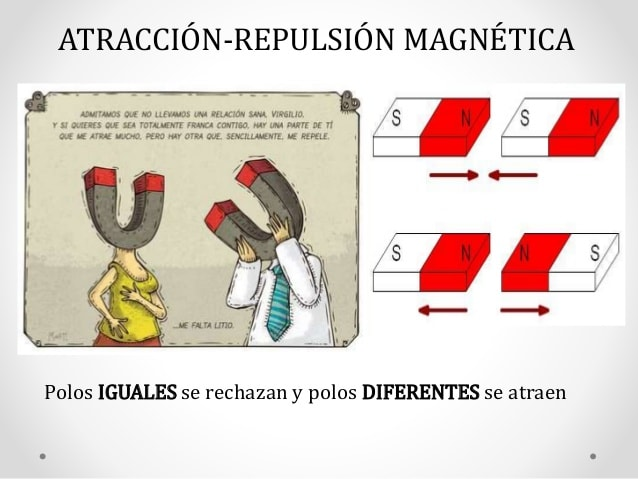 ATRACCIÓN-REPULSIÓN MAGNÉTICA
ADMITAMOS QUE NO LLEVAMOS UNA RELACIÓN SANA, VIRGILIO.
Y SI QUIERES QUE SEA TOTALMENTE FRANCA CONTIGO, HAY UNA PARTE DE TÍ
QUE ME ATRAE MUCHO, PERO HAY OTRA QUE, SENCILLAMENTE, ME REPELE.
...ME FALTA LITIO.
S N S N
S N N S
Polos IGUALES se rechazan y polos DIFERENTES se atraen